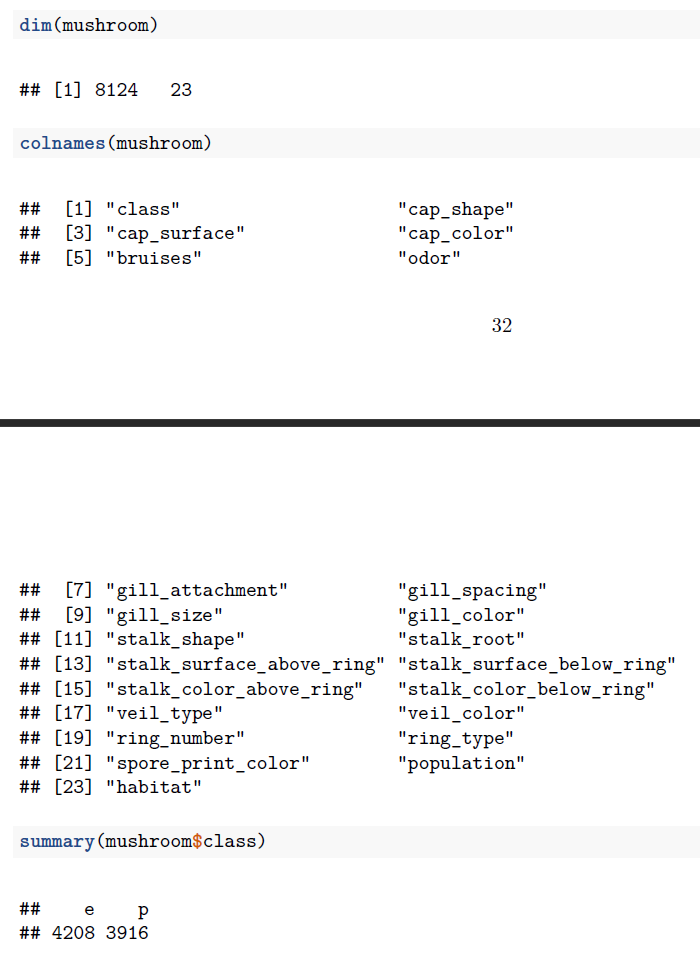 dim(mushroom)
## [1] 8124   23
colnames(mushroom)
##  [1] "class"                    "cap_shape"
##  [3] "cap_surface"              "cap_color"
##  [5] "bruises"                  "odor"
32
##  [7] "gill_attachment"          "gill_spacing"
##  [9] "gill_size"                "gill_color"
## [11] "stalk_shape"              "stalk_root"
## [13] "stalk_surface_above_ring" "stalk_surface_below_ring"
## [15] "stalk_color_above_ring"   "stalk_color_below_ring"
## [17] "veil_type"                "veil_color"
## [19] "ring_number"              "ring_type"
## [21] "spore_print_color"        "population"
## [23] "habitat"
summary(mushroom$class)
##    e    p
## 4208 3916